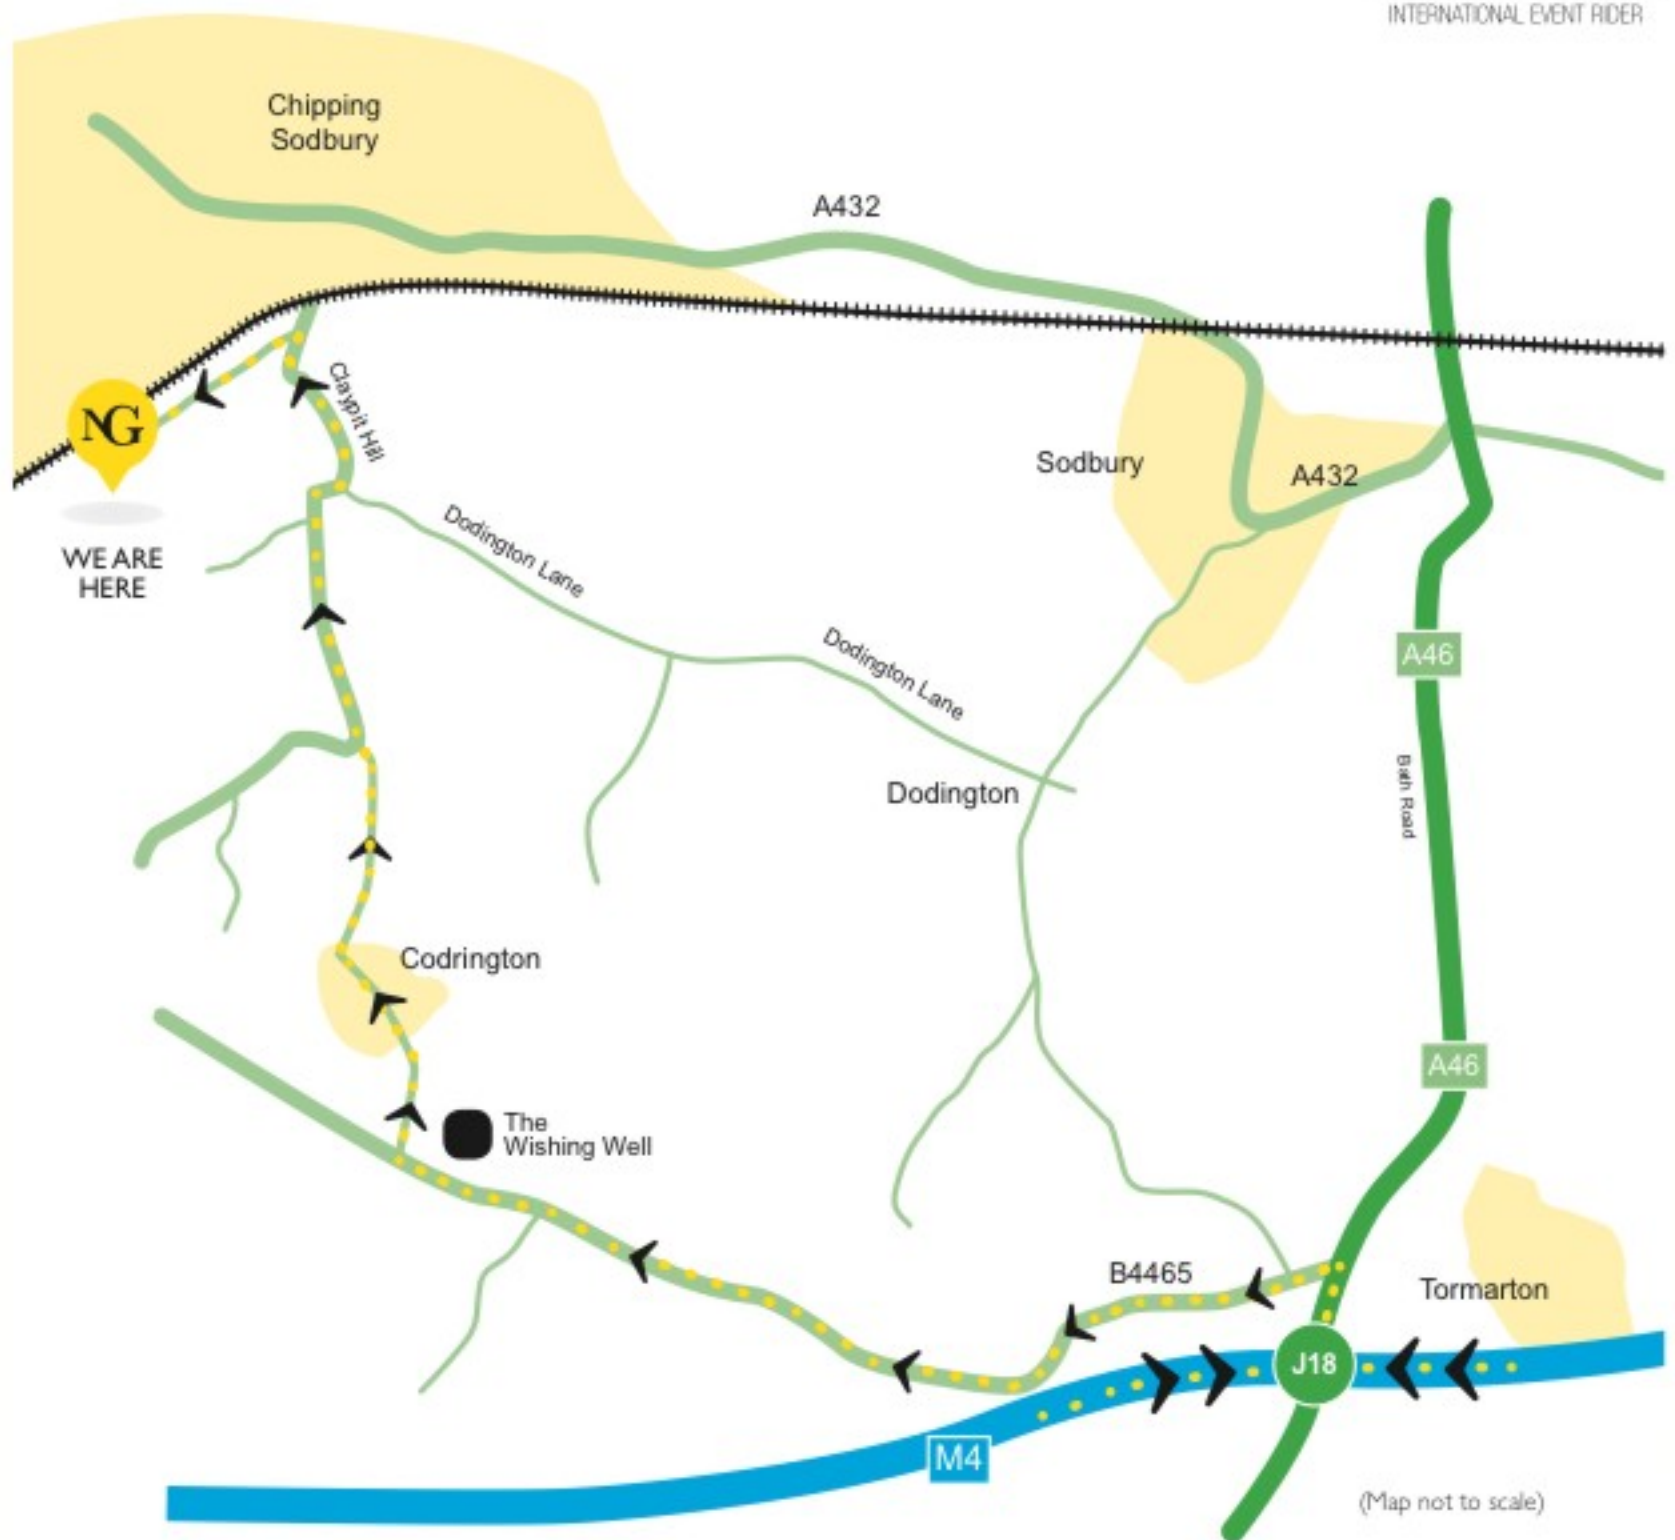 INTERNATIONAL EVENT RIDER
Chipping
Sodbury
A432
Claypit Hill
NG
WE ARE
HERE
Sodbury
A432
Dodington Lane
Dodington Lane
A46
Dodington
Bath Road
Codrington
A46
The
Wishing Well
B4465
Tormarton
J18
M4
(Map not to scale)